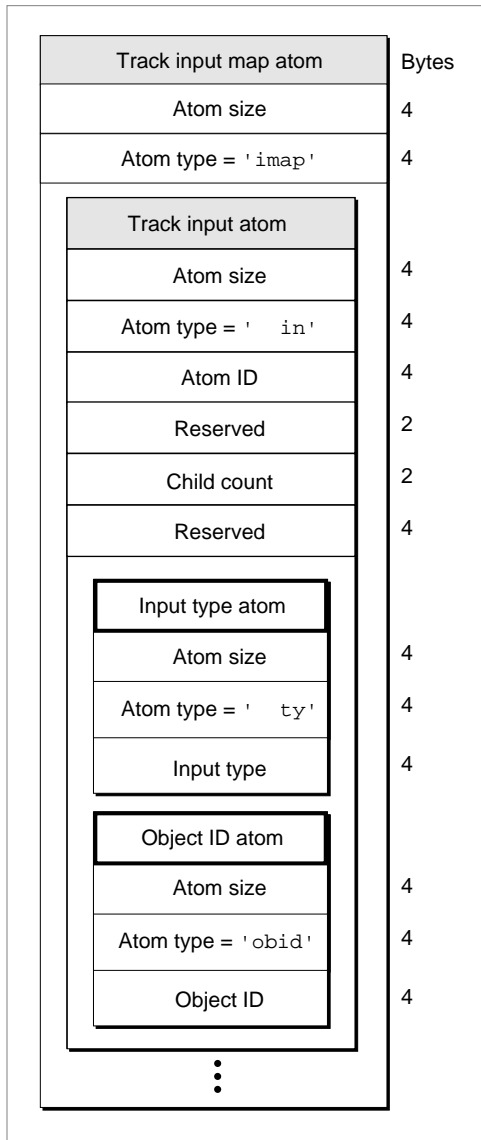 Track input map atom Bytes
Atom size 4
Atom type = 'imap' 4
Track input atom
Atom size 4
Atom type = '  in' 4
Atom ID 4
Reserved 2
Child count 2
Reserved 4
Input type atom
Atom size 4
Atom type = '  ty' 4
Input type 4
Object ID atom
Atom size 4
Atom type = 'obid' 4
Object ID 4